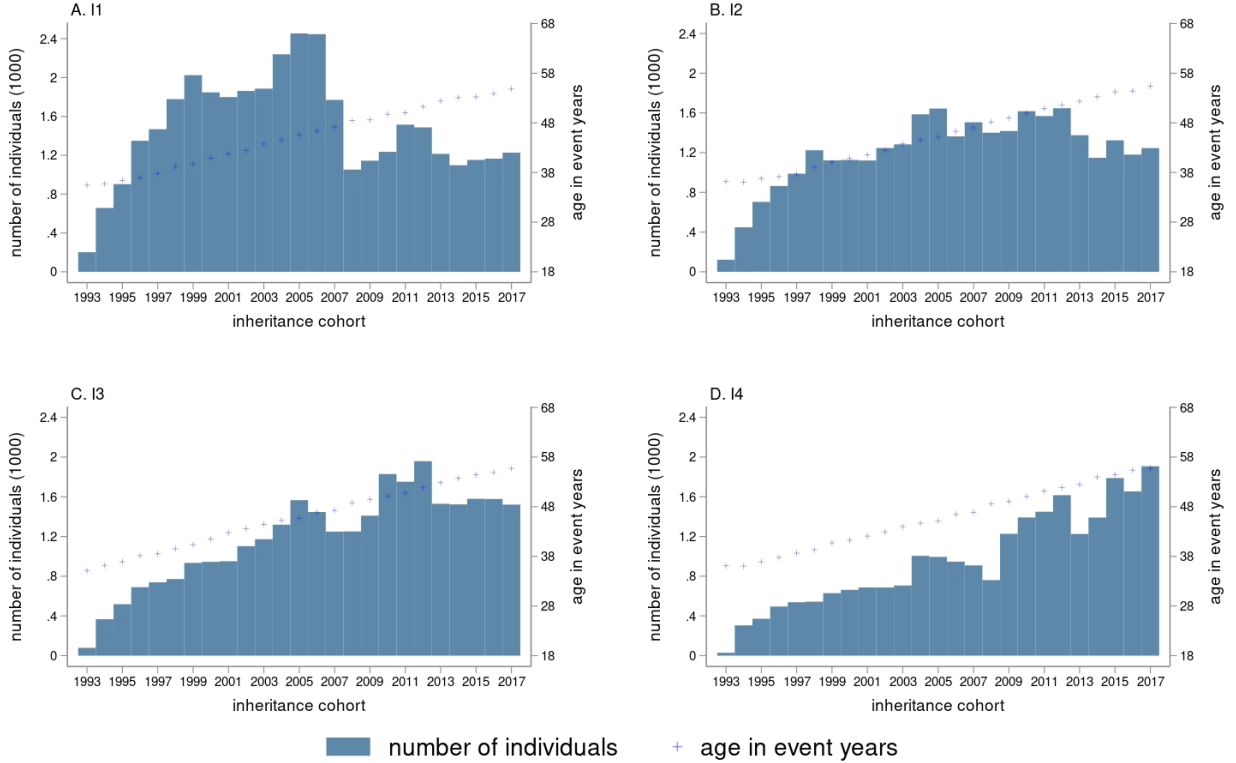 A. I1
number of individuals (1000)
2.4
2
1.6
1.2
.8
.4
0
68
58
48
38
28
18
age in event years
1993 1995 1997 1999 2001 2003 2005 2007 2009 2011 2013 2015 2017
inheritance cohort
B. I2
number of individuals (1000)
2.4
2
1.6
1.2
.8
.4
0
68
58
48
38
28
18
age in event years
1993 1995 1997 1999 2001 2003 2005 2007 2009 2011 2013 2015 2017
inheritance cohort
C. I3
number of individuals (1000)
2.4
2
1.6
1.2
.8
.4
0
68
58
48
38
28
18
age in event years
1993 1995 1997 1999 2001 2003 2005 2007 2009 2011 2013 2015 2017
inheritance cohort
D. I4
number of individuals (1000)
2.4
2
1.6
1.2
.8
.4
0
68
58
48
38
28
18
age in event years
1993 1995 1997 1999 2001 2003 2005 2007 2009 2011 2013 2015 2017
inheritance cohort
number of individuals
age in event years